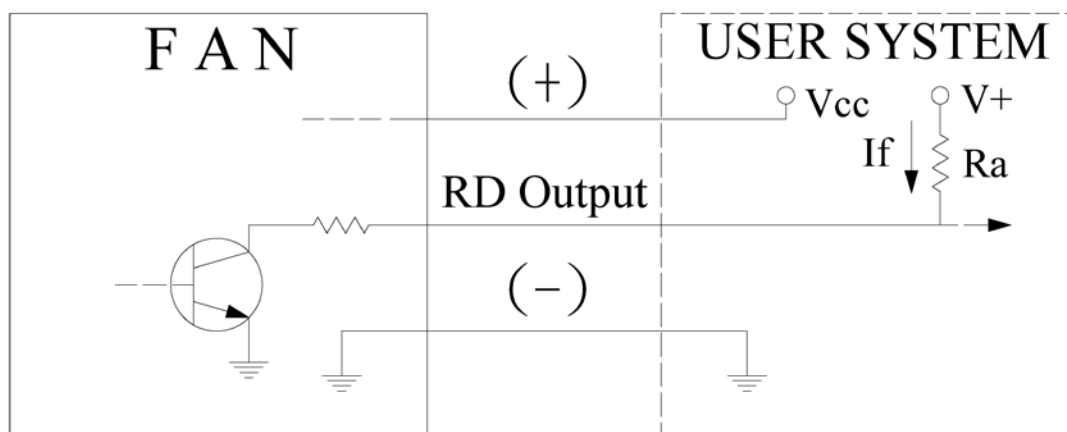 F A N
USER SYSTEM
(+)
Vcc
V+
If
Ra
RD Output
(-)